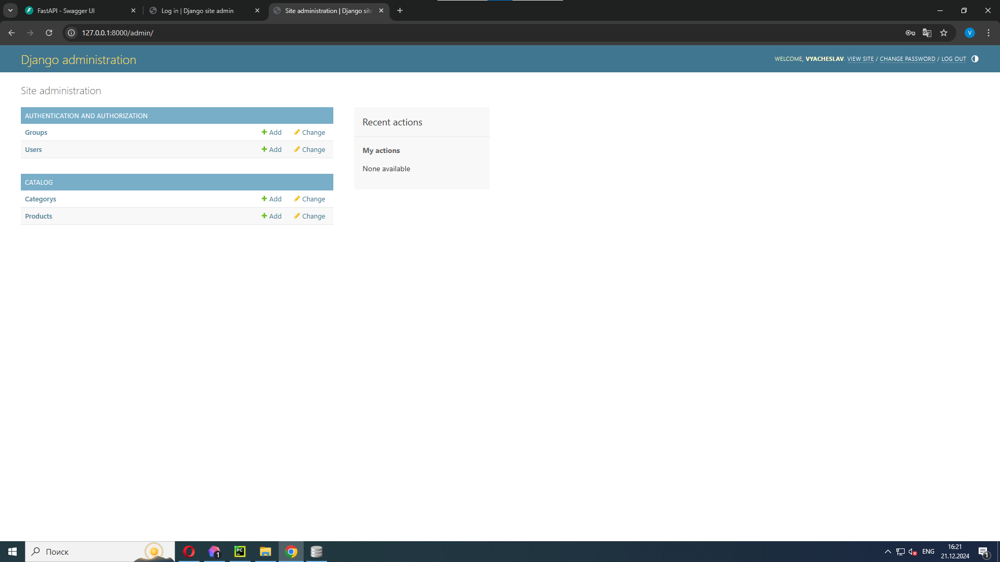 FastAPI - Swagger UI
Log in | Django site admin
Site administration | Django site
127.0.0.1:8000/admin/
V
Django administration
WELCOME, VYACHESLAV. VIEW SITE / CHANGE PASSWORD / LOG OUT
Site administration
AUTHENTICATION AND AUTHORIZATION
Groups Add Change
Users Add Change
CATALOG
Categorys Add Change
Products Add Change
Recent actions
My actions
None available
Поиск
1
PC
ENG
16:21
21.12.2024
1